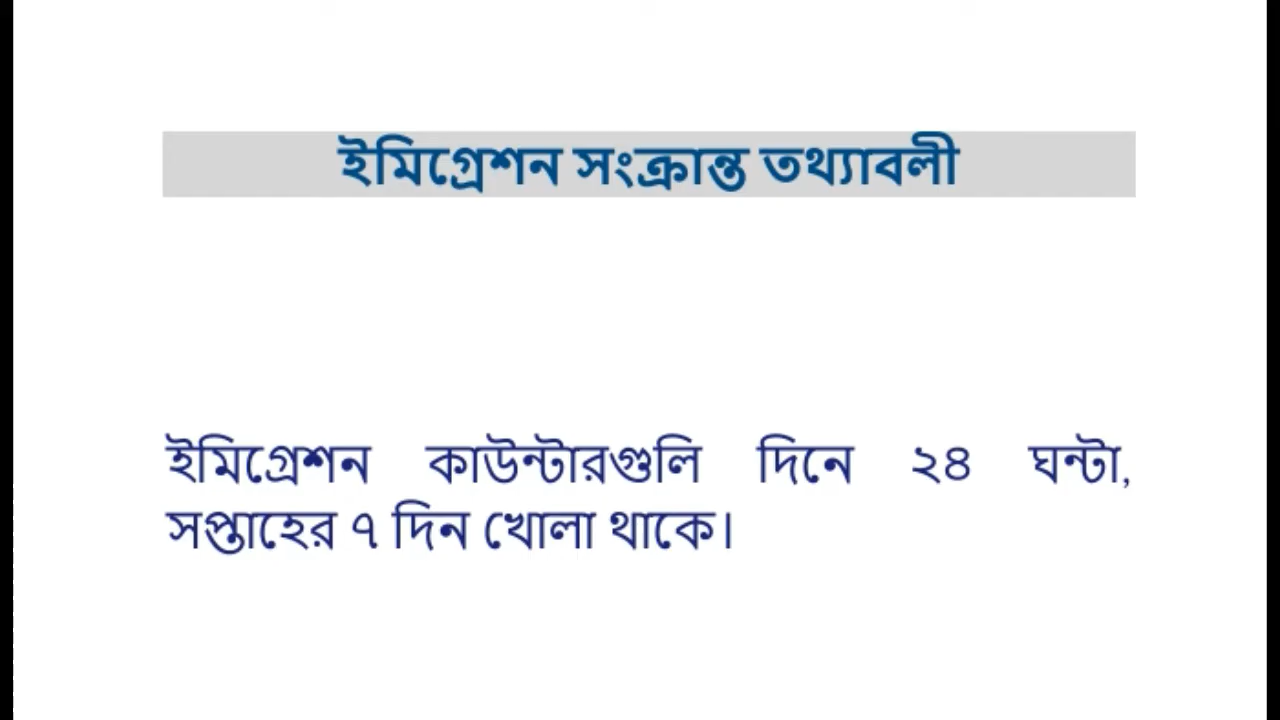 ইমিগ্রেশন সংক্রান্ত তথ্যাবলী
ইমিগ্রেশন কাউন্টারগুলি দিনে ২৪ ঘন্টা,
সপ্তাহের ৭ দিন খোলা থাকে।